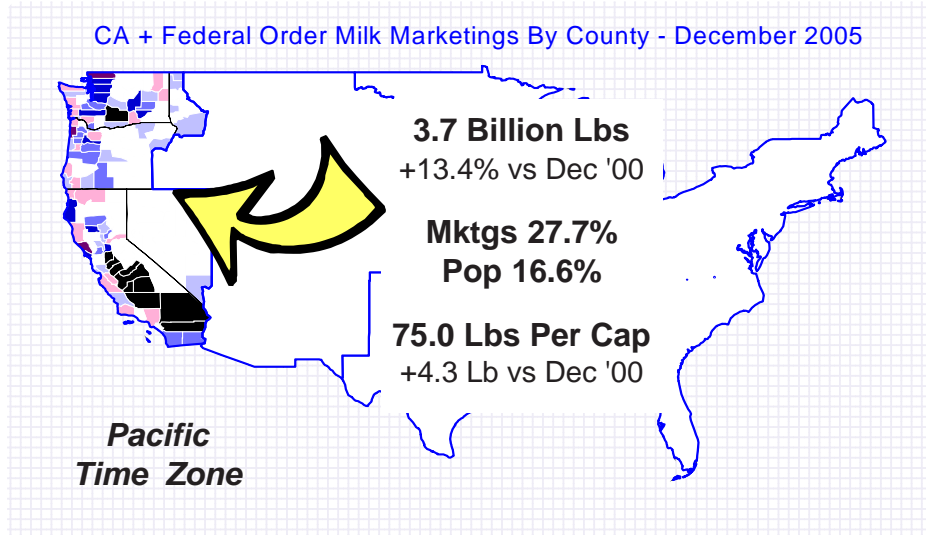 CA + Federal Order Milk Marketings By County - December 2005
3.7 Billion Lbs
+13.4% vs Dec '00
Mktgs 27.7%
Pop 16.6%
75.0 Lbs Per Cap
+4.3 Lb vs Dec '00
Pacific
Time Zone